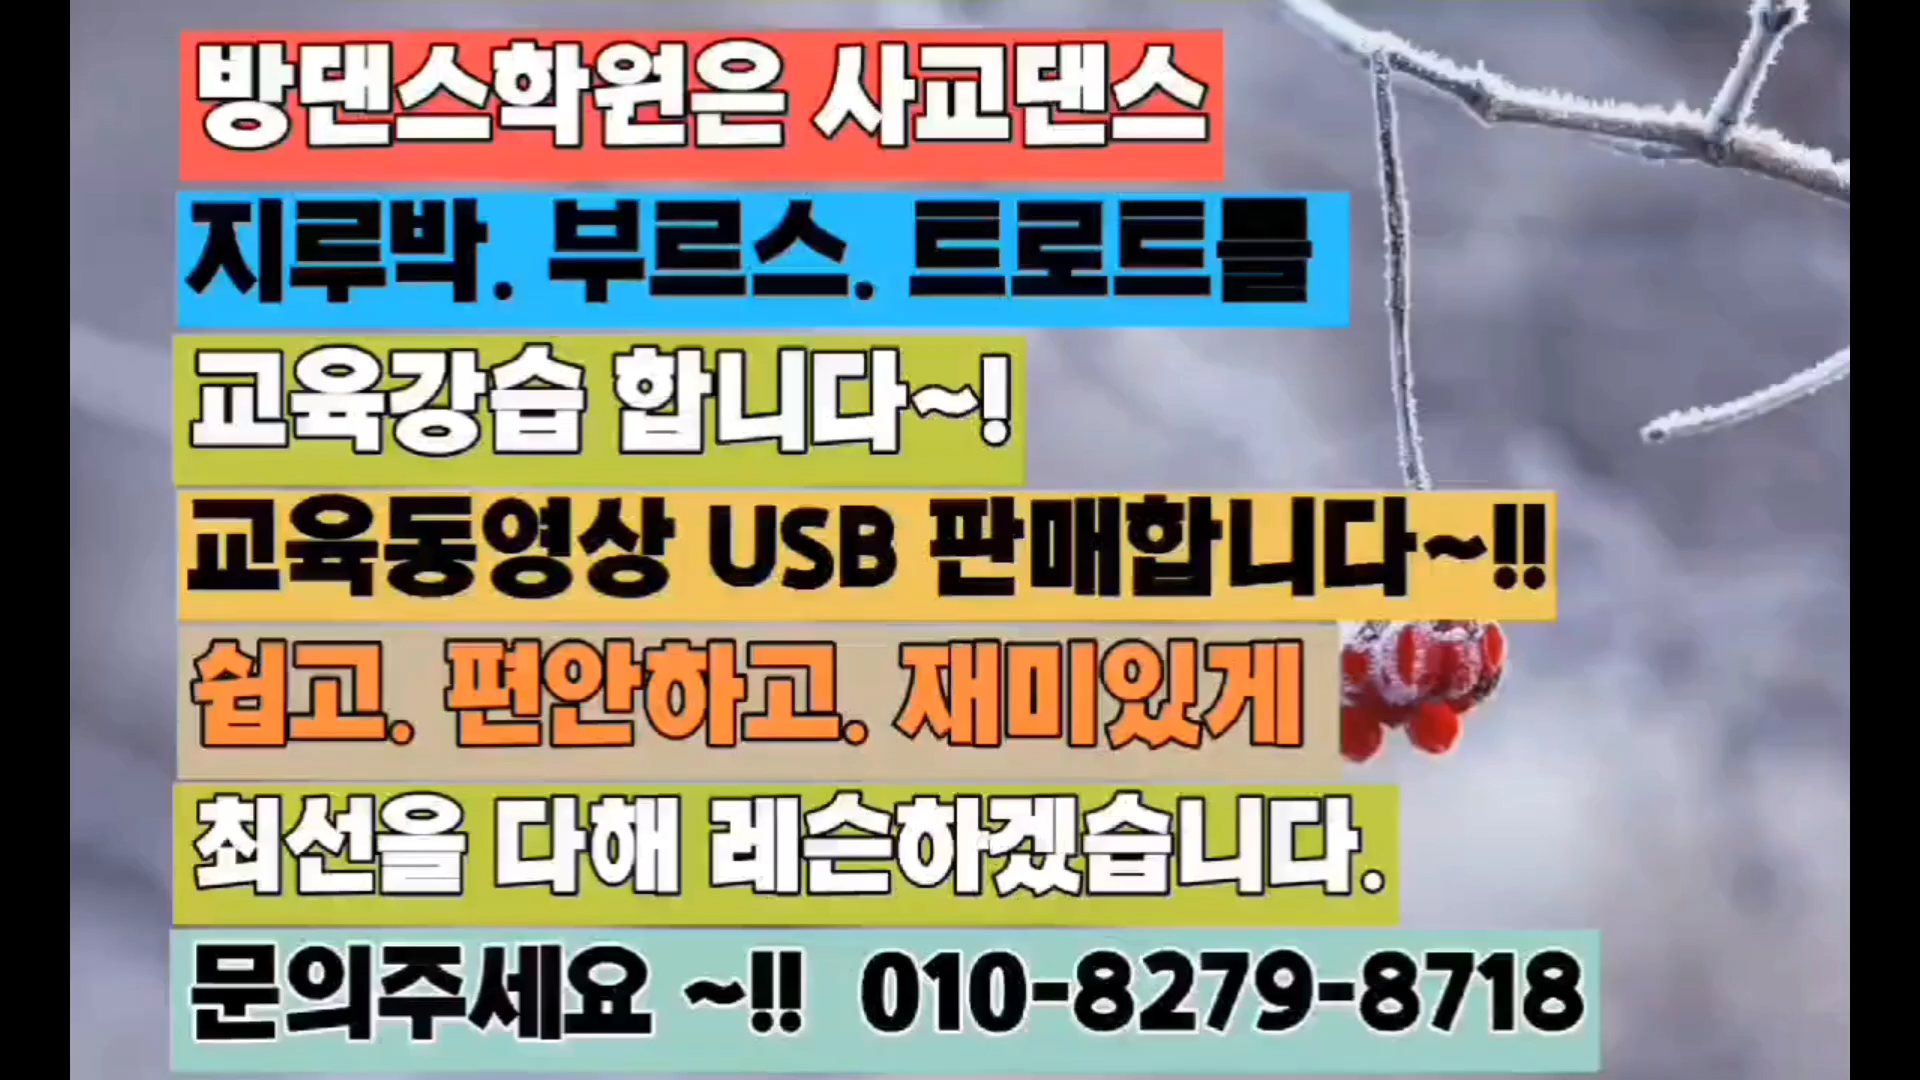 방댄스학원은 사교댄스
지루박. 부르스. 트로트를
교육강습 합니다~!
교육동영상 USB 판매합니다~!!
쉽고. 편안하고. 재미있게
최선을 다해 레슨하겠습니다.
문의주세요 ~!! 010-8279-8718